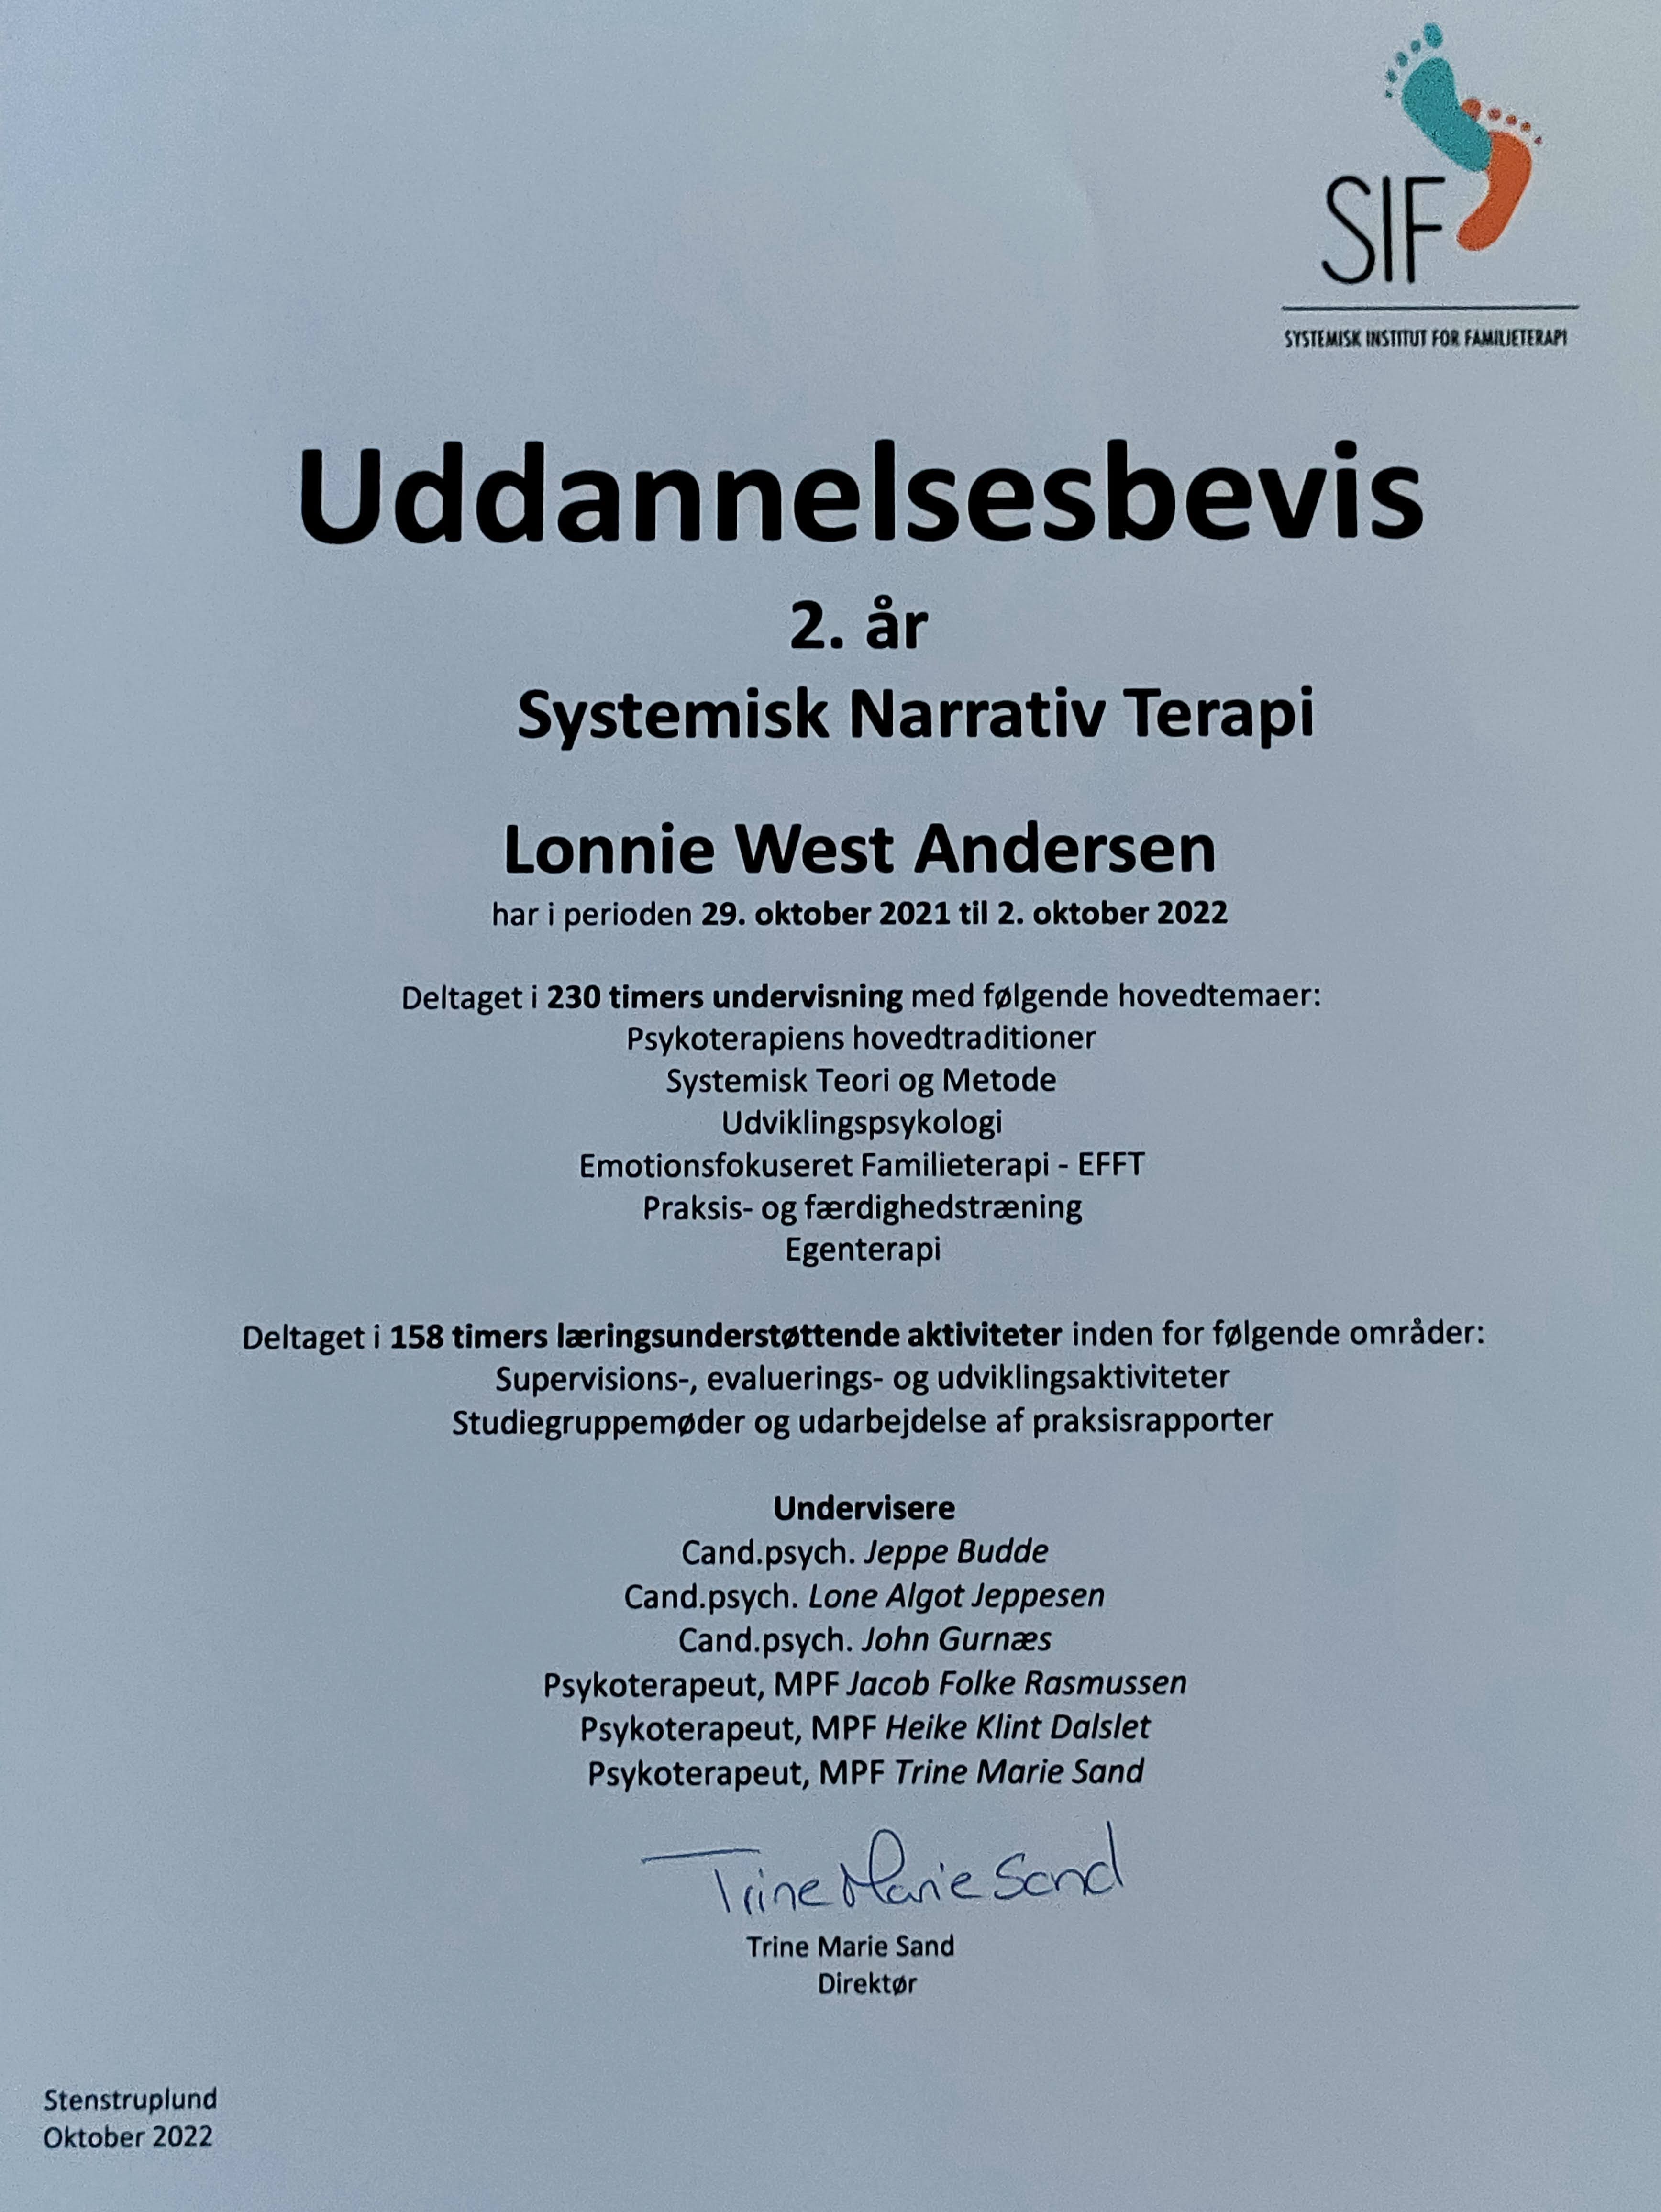 SIF
SYSTEMISK INSTITUT FOR FAMILIETERAPI
Uddannelsesbevis
2. år
Systemisk Narrativ Terapi
Lonnie West Andersen
har i perioden 29. oktober 2021 til 2. oktober 2022
Deltaget i 230 timers undervisning med følgende hovedtemaer:
Psykoterapiens hovedtraditioner
Systemisk Teori og Metode
Udviklingspsykologi
Emotionsfokuseret Familieterapi - EFFT
Praksis- og færdighedstræning
Egenterapi
Deltaget i 158 timers læringsunderstøttende aktiviteter inden for følgende områder:
Supervisions-, evaluerings- og udviklingsaktiviteter
Studiegruppemøder og udarbejdelse af praksisrapporter
Undervisere
Cand.psych. Jeppe Budde
Cand.psych. Lone Algot Jeppesen
Cand.psych. John Gurnæs
Psykoterapeut, MPF Jacob Folke Rasmussen
Psykoterapeut, MPF Heike Klint Dalslet
Psykoterapeut, MPF Trine Marie Sand
Trine Marie Sand
Trine Marie Sand
Direktør
Stenstruplund
Oktober 2022